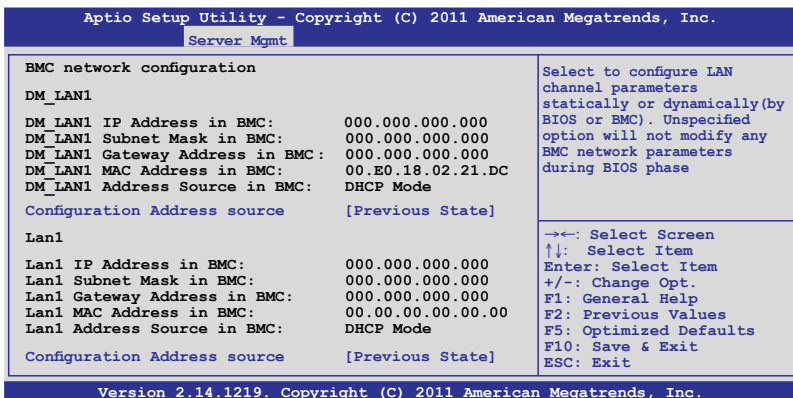 Aptio Setup Utility - Copyright (C) 2011 American Megatrends, Inc.
Server Mgmt
BMC network configuration
DM_LAN1
DM_LAN1 IP Address in BMC: 000.000.000.000
DM_LAN1 Subnet Mask in BMC: 000.000.000.000
DM_LAN1 Gateway Address in BMC: 000.000.000.000
DM_LAN1 MAC Address in BMC: 00.E0.18.02.21.DC
DM_LAN1 Address Source in BMC: DHCP Mode
Configuration Address source [Previous State]
Lan1
Lan1 IP Address in BMC: 000.000.000.000
Lan1 Subnet Mask in BMC: 000.000.000.000
Lan1 Gateway Address in BMC: 000.000.000.000
Lan1 MAC Address in BMC: 00.00.00.00.00.00
Lan1 Address Source in BMC: DHCP Mode
Configuration Address source [Previous State]
Select to configure LAN
channel parameters
statically or dynamically(by
BIOS or BMC). Unspecified
option will not modify any
BMC network parameters
during BIOS phase
→←: Select Screen
↑↓: Select Item
Enter: Select Item
+/-: Change Opt.
F1: General Help
F2: Previous Values
F5: Optimized Defaults
F10: Save & Exit
ESC: Exit
Version 2.14.1219. Copyright (C) 2011 American Megatrends, Inc.